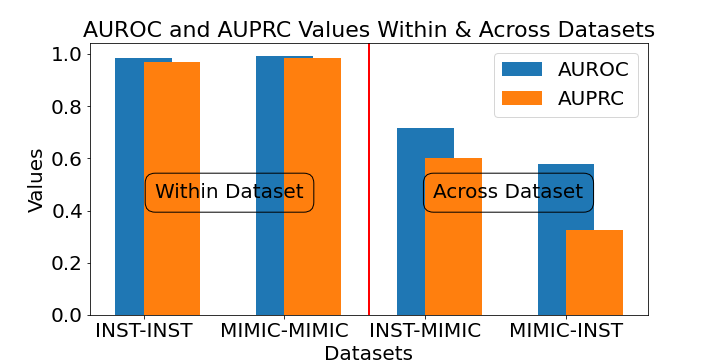 AUROC and AUPRC Values Within & Across Datasets
AUROC
AUPRC
Values
1.0
0.8
0.6
0.4
0.2
0.0
Within Dataset
Across Dataset
INST-INST
MIMIC-MIMIC
INST-MIMIC
MIMIC-INST
Datasets